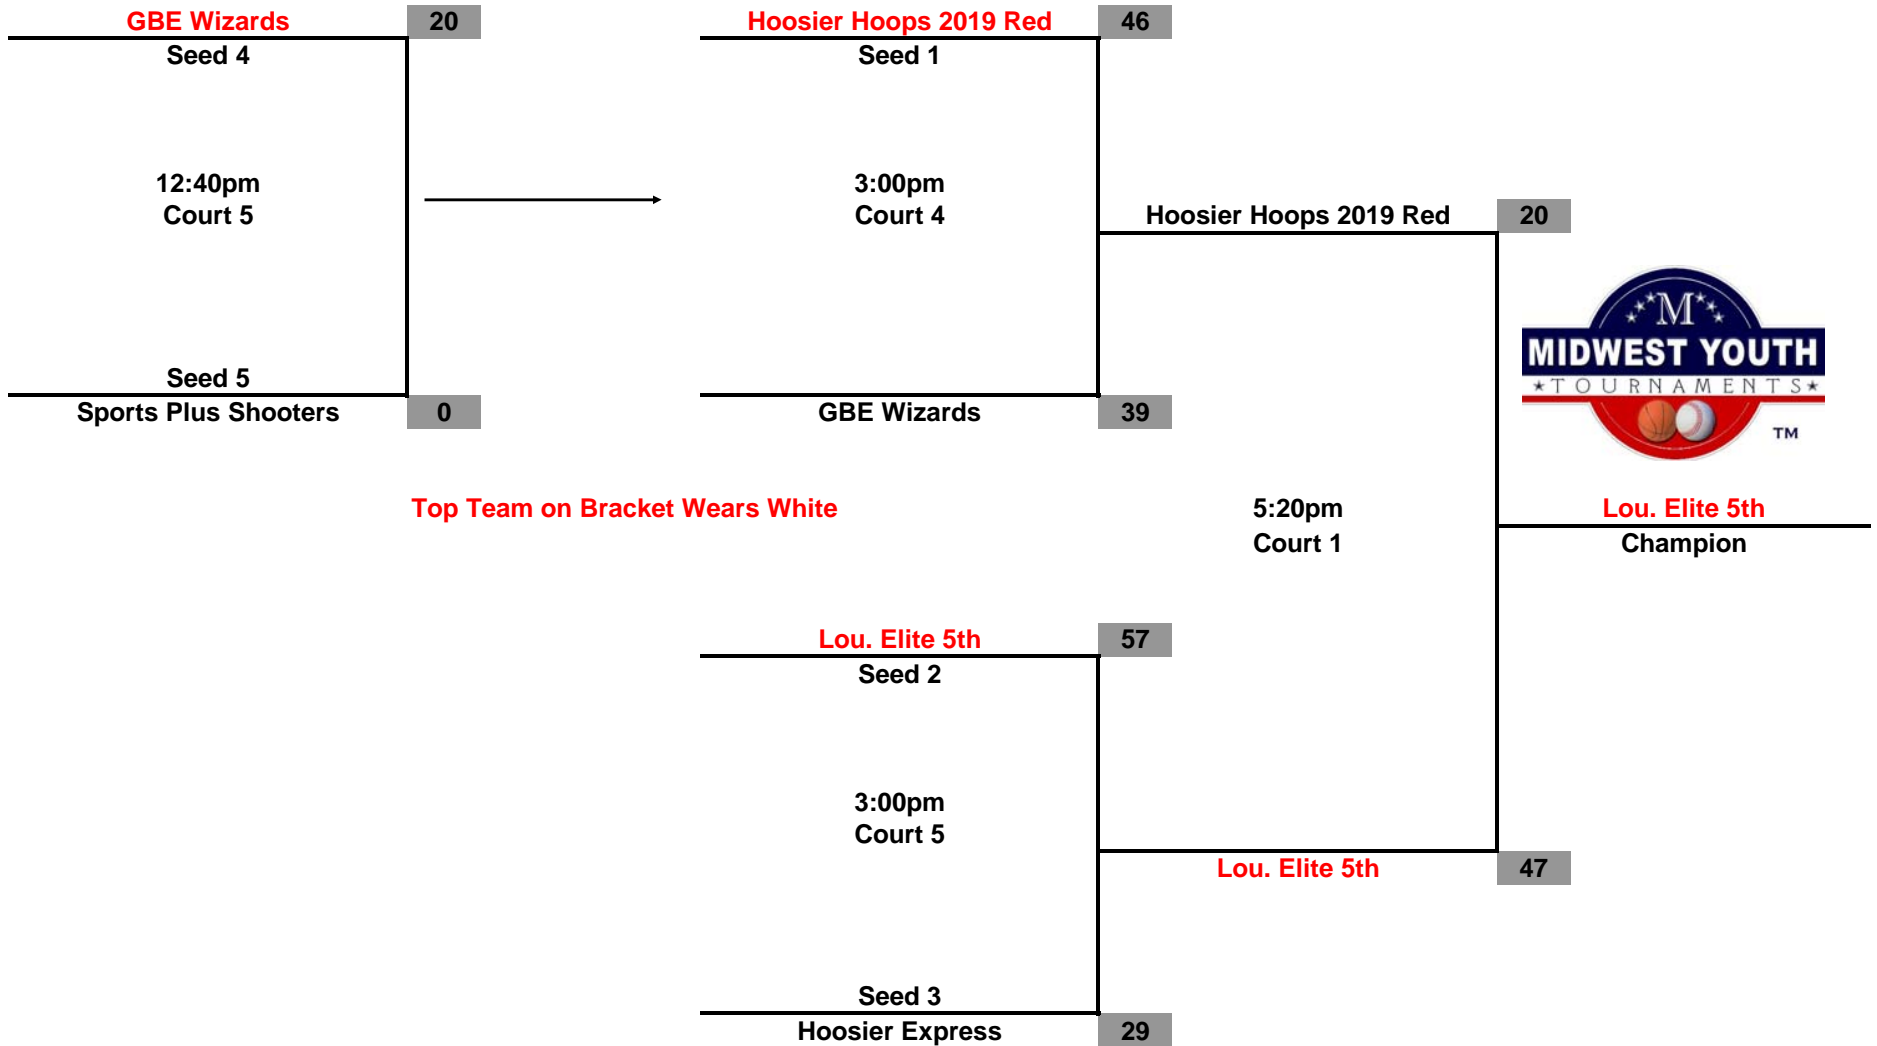 GBE Wizards 20
Seed 4
12:40pm
Court 5
Seed 5
Sports Plus Shooters 0
Hoosier Hoops 2019 Red 46
Seed 1
3:00pm
Court 4
GBE Wizards 39
Hoosier Hoops 2019 Red 20
M
MIDWEST YOUTH
TOURNAMENTS
TM
Top Team on Bracket Wears White
5:20pm
Court 1
Lou. Elite 5th
Champion
Lou. Elite 5th 57
Seed 2
3:00pm
Court 5
Lou. Elite 5th 47
Seed 3
Hoosier Express 29